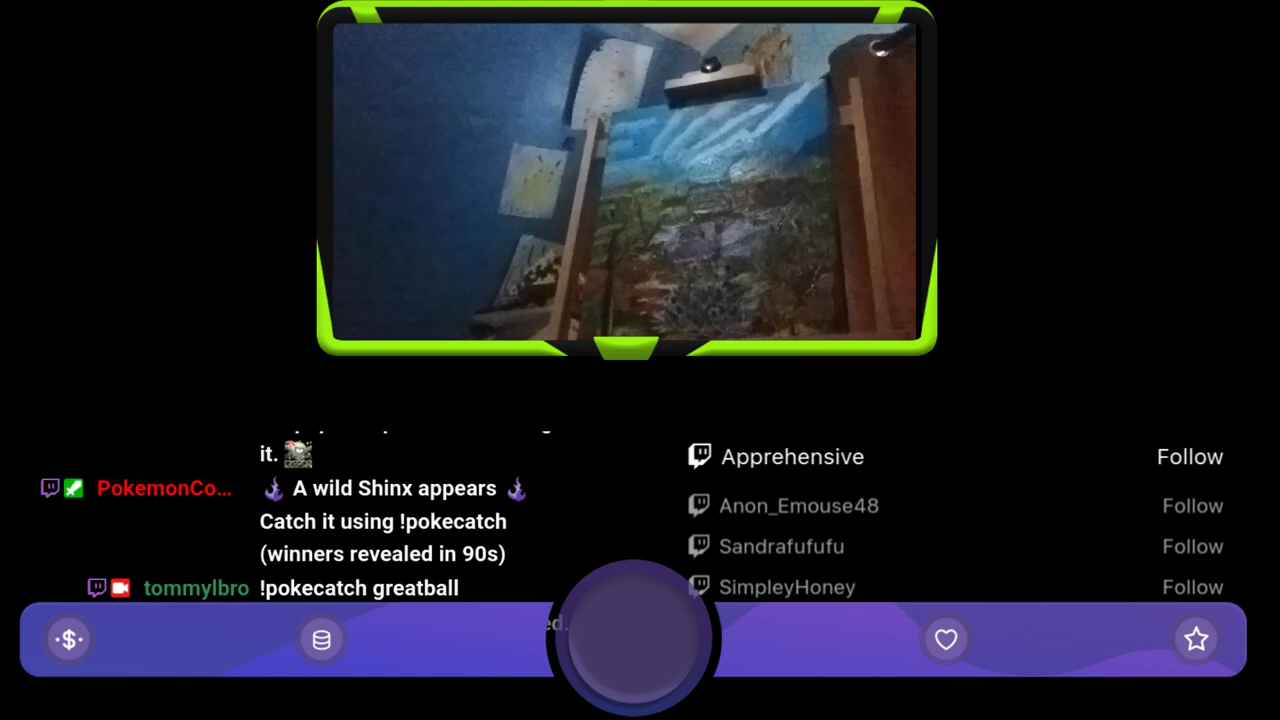 it.
PokemonCo... A wild Shinx appears
Catch it using !pokecatch
(winners revealed in 90s)
tommylbro !pokecatch greatball
ed.
Apprehensive Follow
Anon_Emouse48 Follow
Sandrafufufu Follow
SimpleyHoney Follow